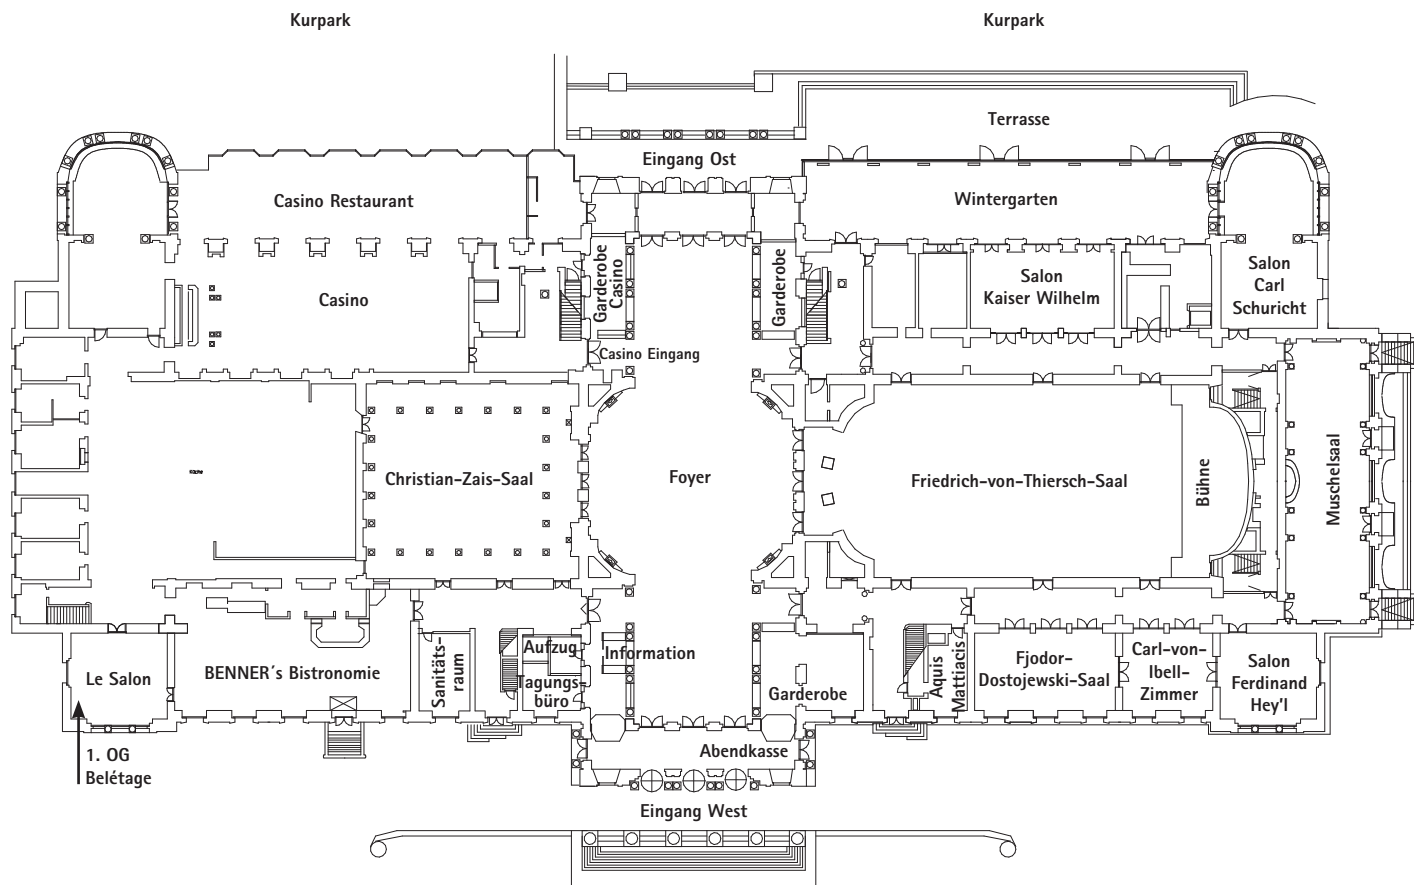 Kurpark
Kurpark
Terrasse
Eingang Ost
Casino Restaurant
Wintergarten
Garderobe
Casino
Garderobe
Casino
Salon
Kaiser Wilhelm
Salon
Carl
Schuricht
Casino Eingang
Christian-Zais-Saal
Foyer
Friedrich-von-Thiersch-Saal
Bühne
Muschelsaal
Le Salon
BENNER´s Bistronomie
Sanitäts-
raum
Aufzug
Tagungs-
büro
Information
Garderobe
Aquis
Mattiacis
Fjodor-
Dostojewski-Saal
Carl-von-
Ibell-
Zimmer
Salon
Ferdinand
Hey'l
1. OG
Belétage
Abendkasse
Eingang West